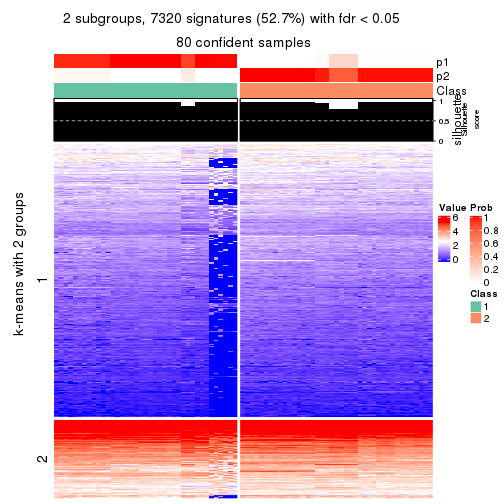 2 subgroups, 7320 signatures (52.7%) with fdr < 0.05
80 confident samples
p1
p2
Class
silhouette
Silhouette
score
1
0.5
0
k-means with 2 groups
1
2
Value
6
4
2
0
Prob
1
0.8
0.6
0.4
0.2
0
Class
1
2